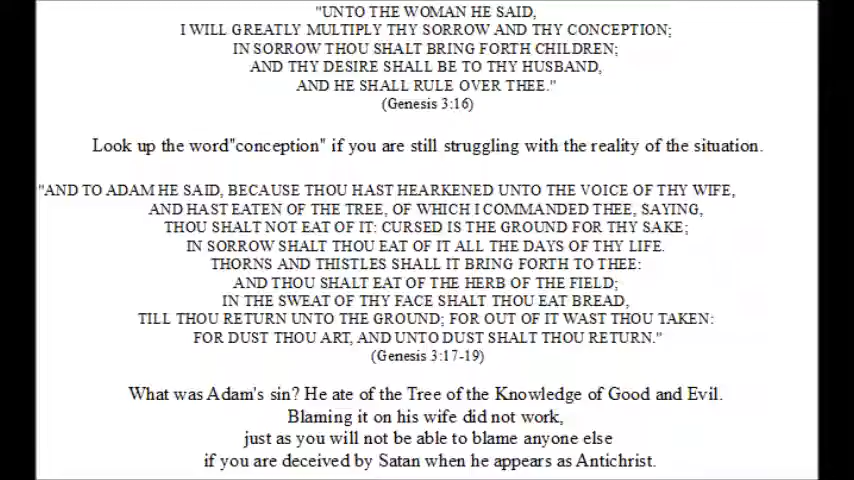 "UNTO THE WOMAN HE SAID,
I WILL GREATLY MULTIPLY THY SORROW AND THY CONCEPTION;
IN SORROW THOU SHALT BRING FORTH CHILDREN;
AND THY DESIRE SHALL BE TO THY HUSBAND,
AND HE SHALL RULE OVER THEE."
(Genesis 3:16)
Look up the word"conception" if you are still struggling with the reality of the situation.
"AND TO ADAM HE SAID, BECAUSE THOU HAST HEARKENED UNTO THE VOICE OF THY WIFE,
AND HAST EATEN OF THE TREE, OF WHICH I COMMANDED THEE, SAYING,
THOU SHALT NOT EAT OF IT: CURSED IS THE GROUND FOR THY SAKE;
IN SORROW SHALT THOU EAT OF IT ALL THE DAYS OF THY LIFE.
THORNS AND THISTLES SHALL IT BRING FORTH TO THEE:
AND THOU SHALT EAT OF THE HERB OF THE FIELD;
IN THE SWEAT OF THY FACE SHALT THOU EAT BREAD,
TILL THOU RETURN UNTO THE GROUND; FOR OUT OF IT WAST THOU TAKEN:
FOR DUST THOU ART, AND UNTO DUST SHALT THOU RETURN."
(Genesis 3:17-19)
What was Adam's sin? He ate of the Tree of the Knowledge of Good and Evil.
Blaming it on his wife did not work,
just as you will not be able to blame anyone else
if you are deceived by Satan when he appears as Antichrist.